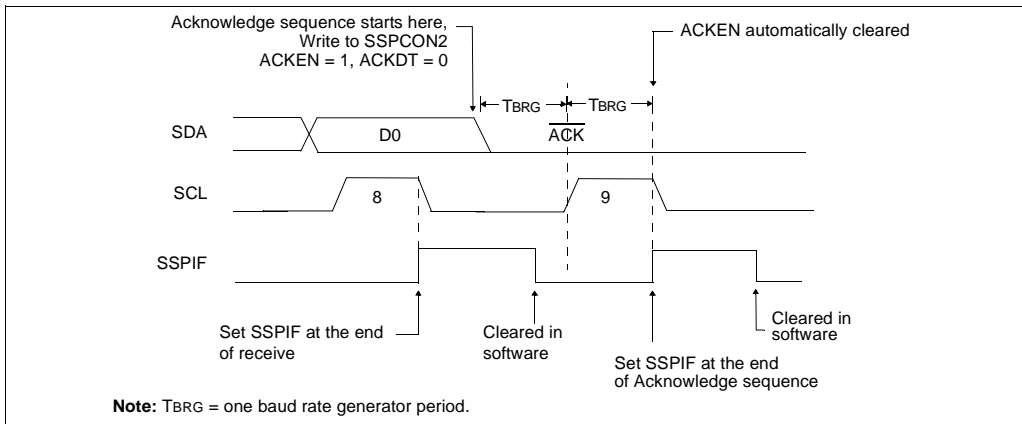 Acknowledge sequence starts here,
Write to SSPCON2
ACKEN = 1, ACKDT = 0
ACKEN automatically cleared
TBRG
TBRG
SDA
D0
ACK
SCL
8
9
SSPIF
Set SSPIF at the end
of receive
Cleared in
software
Set SSPIF at the end
of Acknowledge sequence
Cleared in
software
Note: TBRG = one baud rate generator period.